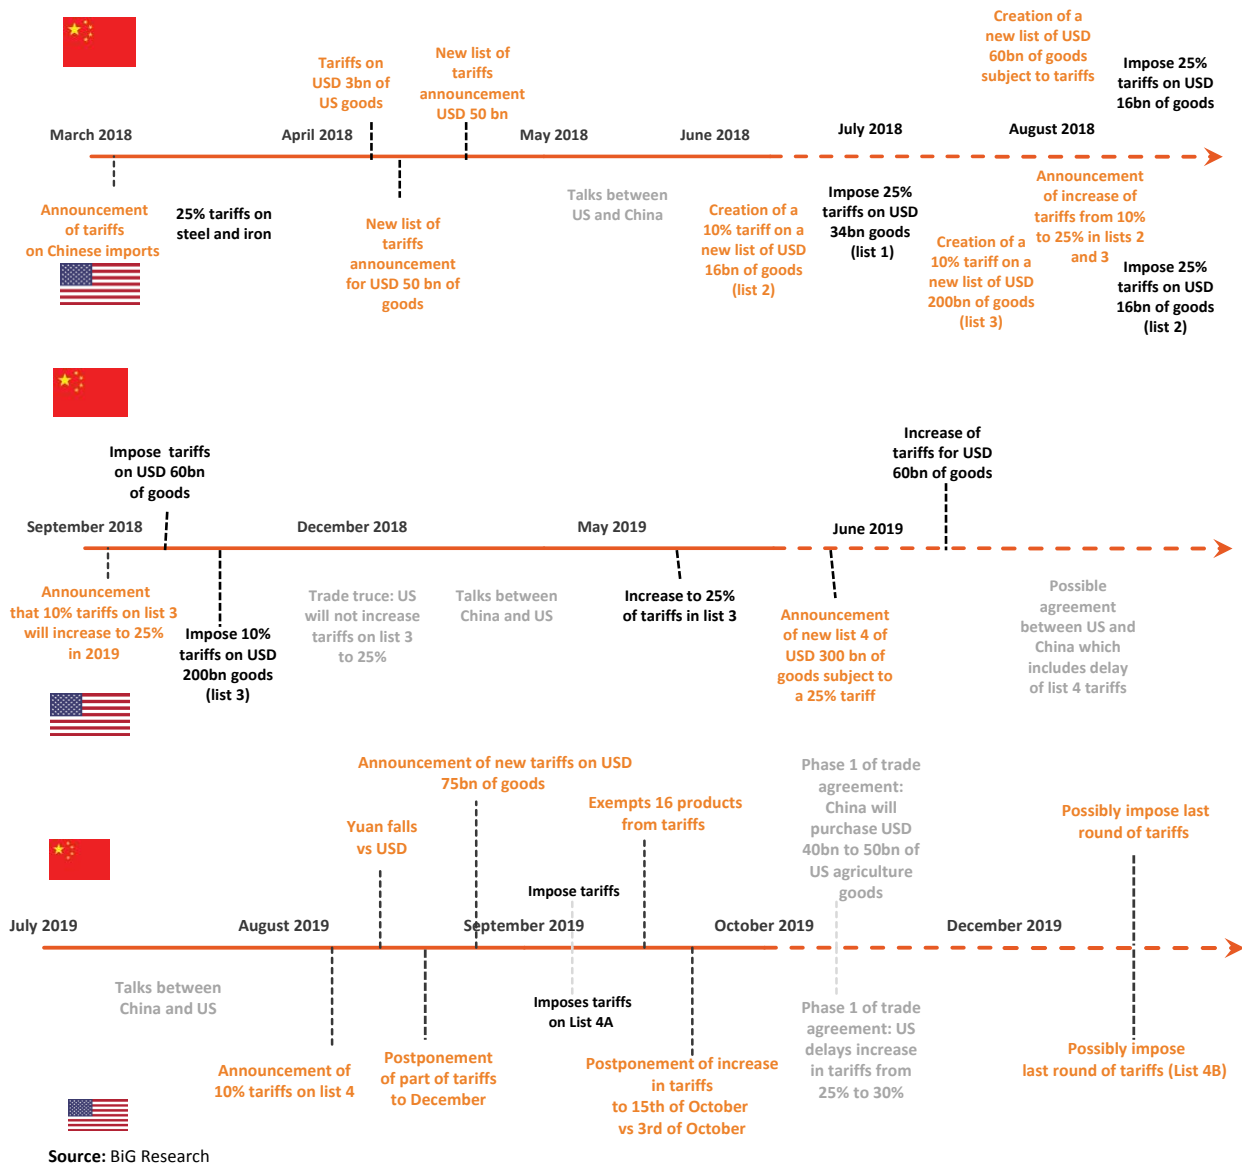 Creation of a
new list of USD
60bn of goods
subject to tariffs
Tariffs on
USD 3bn of
US goods
New list of
tariffs
announcement
USD 50 bn
Impose 25%
tariffs on USD
16bn of goods
March 2018
April 2018
May 2018
June 2018
July 2018
August 2018
Announcement
of tariffs
on Chinese imports
25% tariffs on
steel and iron
New list of
tariffs
announcement
for USD 50 bn of
goods
Talks between
US and China
Creation of a
10% tariff on a
new list of USD
16bn of goods
(list 2)
Impose 25%
tariffs on USD
34bn goods
(list 1)
Creation of a
10% tariff on a
new list of USD
200bn of goods
(list 3)
Announcement
of increase of
tariffs from 10%
to 25% in lists 2
and 3
Impose 25%
tariffs on USD
16bn of goods
(list 2)
Impose tariffs
on USD 60bn
of goods
Increase of
tariffs for USD
60bn of goods
September 2018
December 2018
May 2019
June 2019
Announcement
that 10% tariffs on list 3
will increase to 25%
in 2019
Impose 10%
tariffs on USD
200bn goods
(list 3)
Trade truce: US
will not increase
tariffs on list 3
to 25%
Talks between
China and US
Increase to 25%
of tariffs in list 3
Announcement
of new list 4 of
USD 300 bn of
goods subject to
a 25% tariff
Possible
agreement
between US and
China which
includes delay
of list 4 tariffs
Announcement of new tariffs on USD
75bn of goods
Yuan falls
vs USD
Exempts 16 products
from tariffs
Impose tariffs
Phase 1 of trade
agreement:
China will
purchase USD
40bn to 50bn of
US agriculture
goods
Possibly impose last
round of tariffs
July 2019
August 2019
September 2019
October 2019
December 2019
Talks between
China and US
Announcement of
10% tariffs on list 4
Postponement
of part of tariffs
to December
Imposes tariffs
on List 4A
Postponement of increase
in tariffs
to 15th of October
vs 3rd of October
Phase 1 of trade
agreement: US
delays increase
in tariffs from
25% to 30%
Possibly impose
last round of tariffs (List 4B)
Source: BiG Research